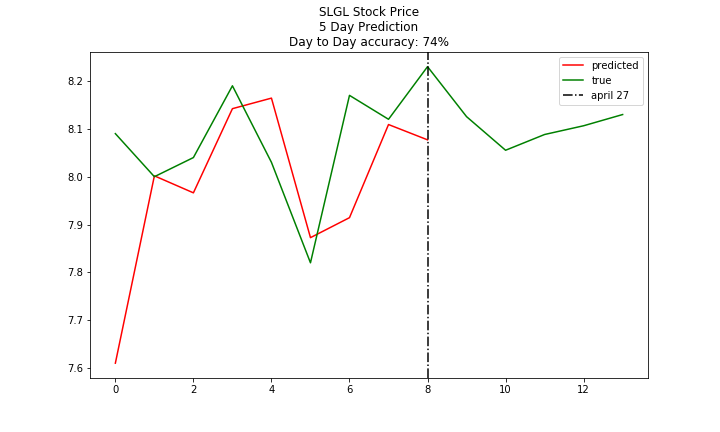 SLGL Stock Price
5 Day Prediction
Day to Day accuracy: 74%
predicted
true
april 27
8.2
8.1
8.0
7.9
7.8
7.7
7.6
0
2
4
6
8
10
12